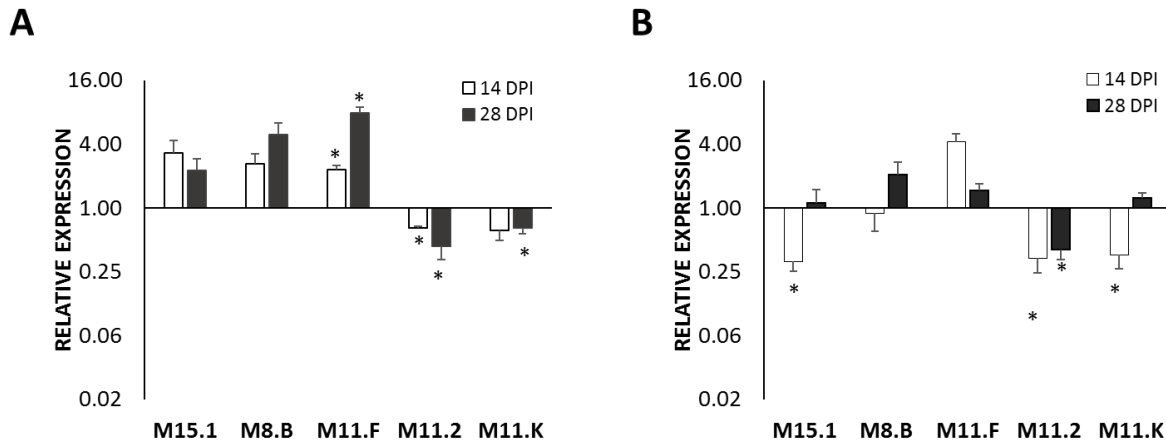 A
RELATIVE EXPRESSION
16.00
4.00
1.00
0.25
0.06
0.02
14 DPI
28 DPI
*
*
*
*
*
M15.1 M8.B M11.F M11.2 M11.K
B
RELATIVE EXPRESSION
16.00
4.00
1.00
0.25
0.06
0.02
14 DPI
28 DPI
*
*
*
*
M15.1 M8.B M11.F M11.2 M11.K